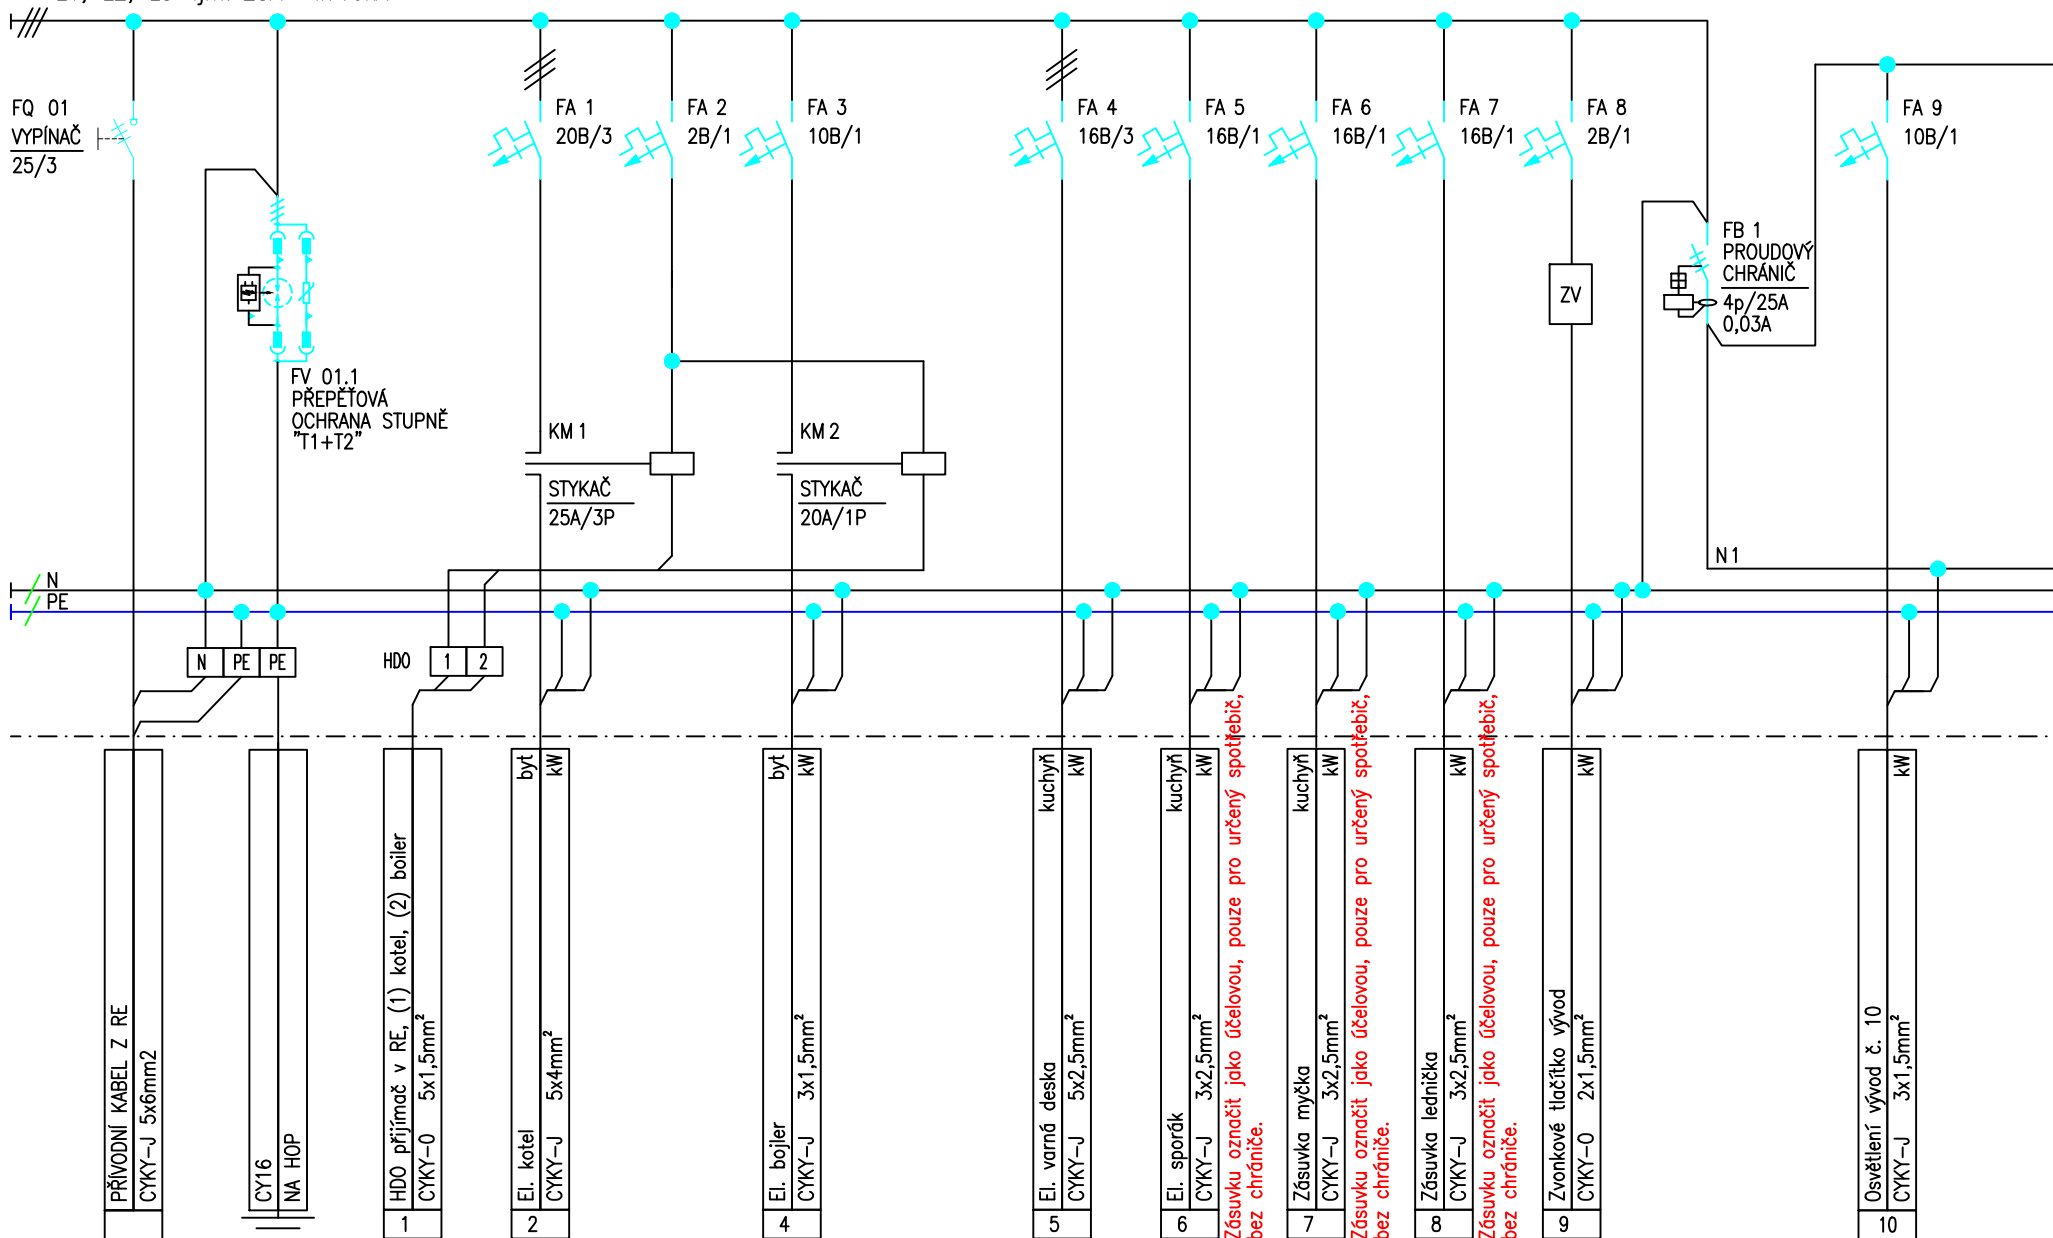 FQ 01
VYPÍNAČ
25/3
FA 1
20B/3
FA 2
2B/1
FA 3
10B/1
FA 4
16B/3
FA 5
16B/1
FA 6
16B/1
FA 7
16B/1
FA 8
2B/1
FA 9
10B/1
FB 1
PROUDOVÝ
CHRÁNIČ
4p/25A
0,03A
ZV
FV 01.1
PŘEPĚŤOVÁ
OCHRANA STUPNĚ
"T1+T2"
KM 1
STYKAČ
25A/3P
KM 2
STYKAČ
20A/1P
N 1
N
PE
N PE PE
HDO 1 2
PŘÍVODNÍ KABEL Z RE
CYKY-J 5x6mm2
CY16
NA HOP
HDO přijímač v RE, (1) kotel, (2) boiler
CYKY-O 5x1,5mm²
1
El. kotel byt
CYKY-J 5x4mm² kW
2
El. bojler byt
CYKY-J 3x1,5mm² kW
4
El. varná deska kuchyň
CYKY-J 5x2,5mm² kW
5
El. sporák kuchyň
CYKY-J 3x2,5mm² kW
6
Zásuvku označit jako účelovou, pouze pro určený spotřebič,
bez chrániče.
Zásuvka myčka kuchyň
CYKY-J 3x2,5mm² kW
7
Zásuvku označit jako účelovou, pouze pro určený spotřebič,
bez chrániče.
Zásuvka lednička
CYKY-J 3x2,5mm² kW
8
Zásuvku označit jako účelovou, pouze pro určený spotřebič,
bez chrániče.
Zvonkové tlačítko vývod
CYKY-O 2x1,5mm² kW
9
Osvětlení vývod č. 10
CYKY-J 3x1,5mm² kW
10